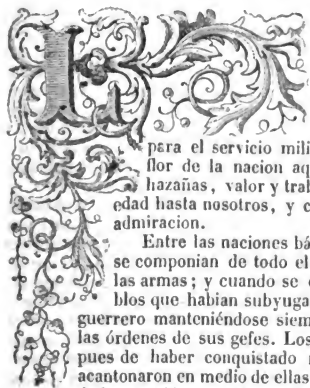 L
para el servicio mili
flor de la nacion aq
hazañas, valor y trab
edad hasta nosotros, y c
admiracion.
Entre las naciones bá
se componian de todo el
las armas; y cuando se
blos que habian subyuga
guerrero manteniéndose siem
las órdenes de sus gefes. Los
pues de haber conquistado
acantonaron en medio de ellas